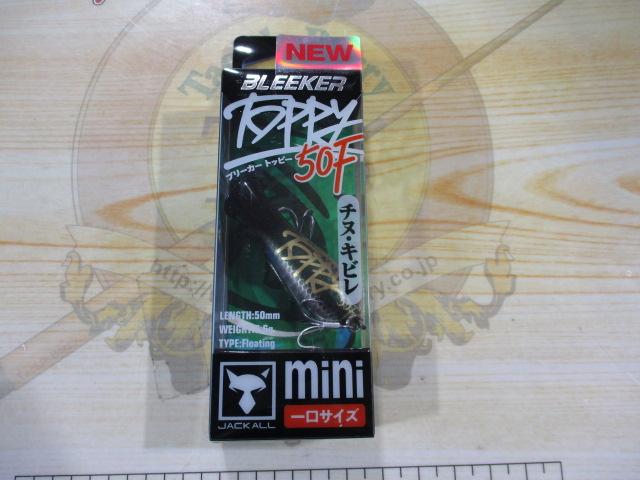 NEW
BLEEKER
TOPPY
ブリーカー トッピー
50F
チヌ・キビレ
TOPPY
LENGTH:50mm
TYPE:Floating
mini
一口サイズ
JACKALL